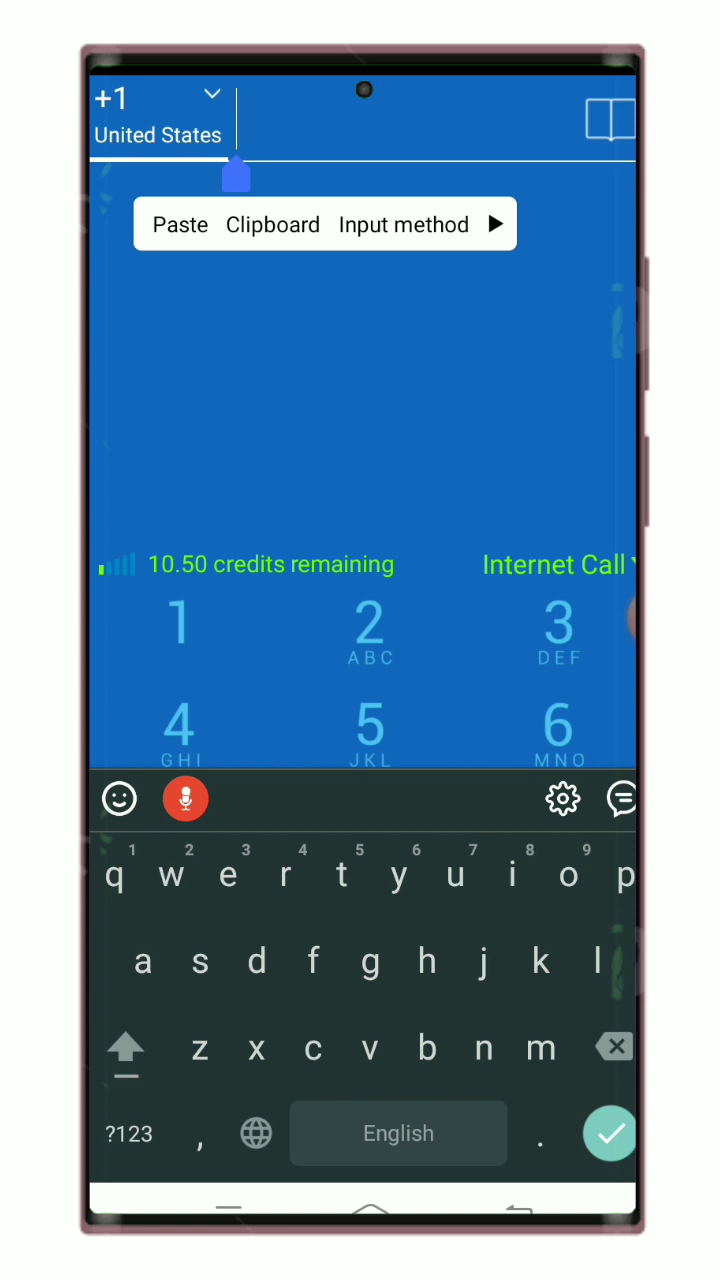 +1
United States
Paste Clipboard Input method
10.50 credits remaining Internet Call
1 2 3
ABC DEF
4 5 6
GHI JKL MNO
1 2 3 4 5 6 7 8 9
q w e r t y u i o p
a s d f g h j k l
z x c v b n m
?123 , English .